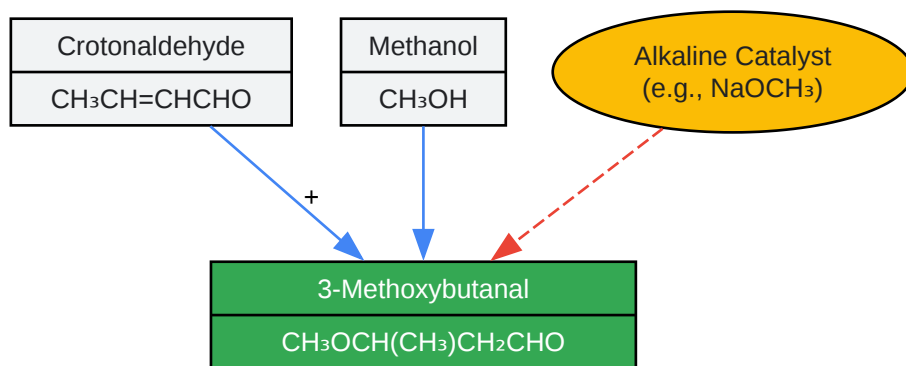 Crotonaldehyde
CH₃CH=CHCHO
Methanol
CH₃OH
Alkaline Catalyst
(e.g., NaOCH₃)
+
3-Methoxybutanal
CH₃OCH(CH₃)CH₂CHO